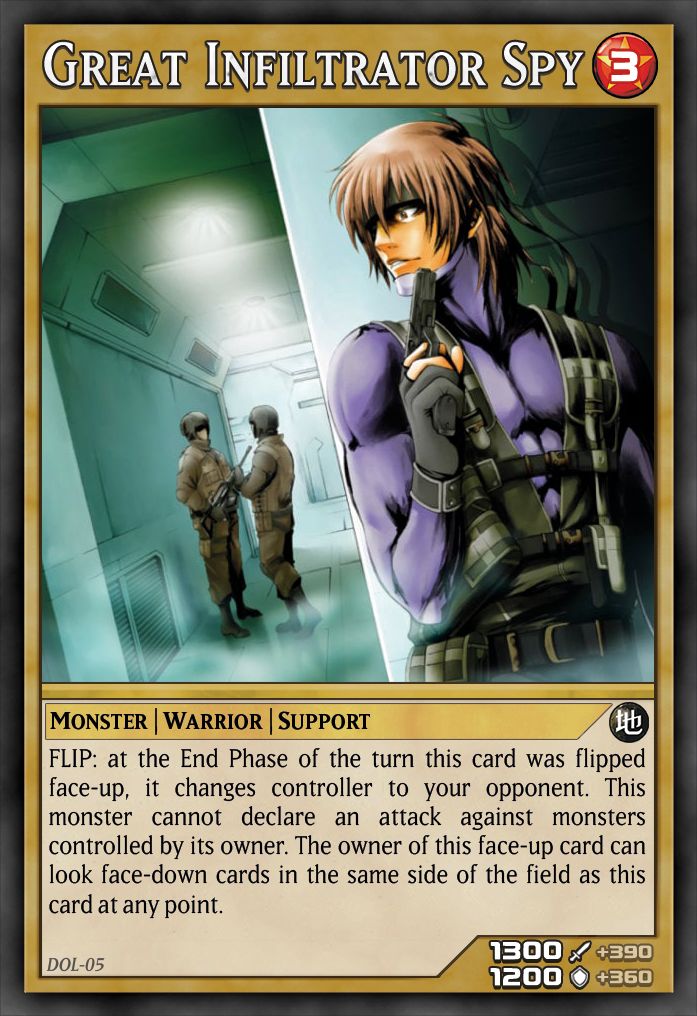 Great Infiltrator Spy 3
Monster | Warrior | Support 地
FLIP: at the End Phase of the turn this card was flipped
face-up, it changes controller to your opponent. This
monster cannot declare an attack against monsters
controlled by its owner. The owner of this face-up card can
look face-down cards in the same side of the field as this
card at any point.
1300 +390
DOL-05
1200 +360